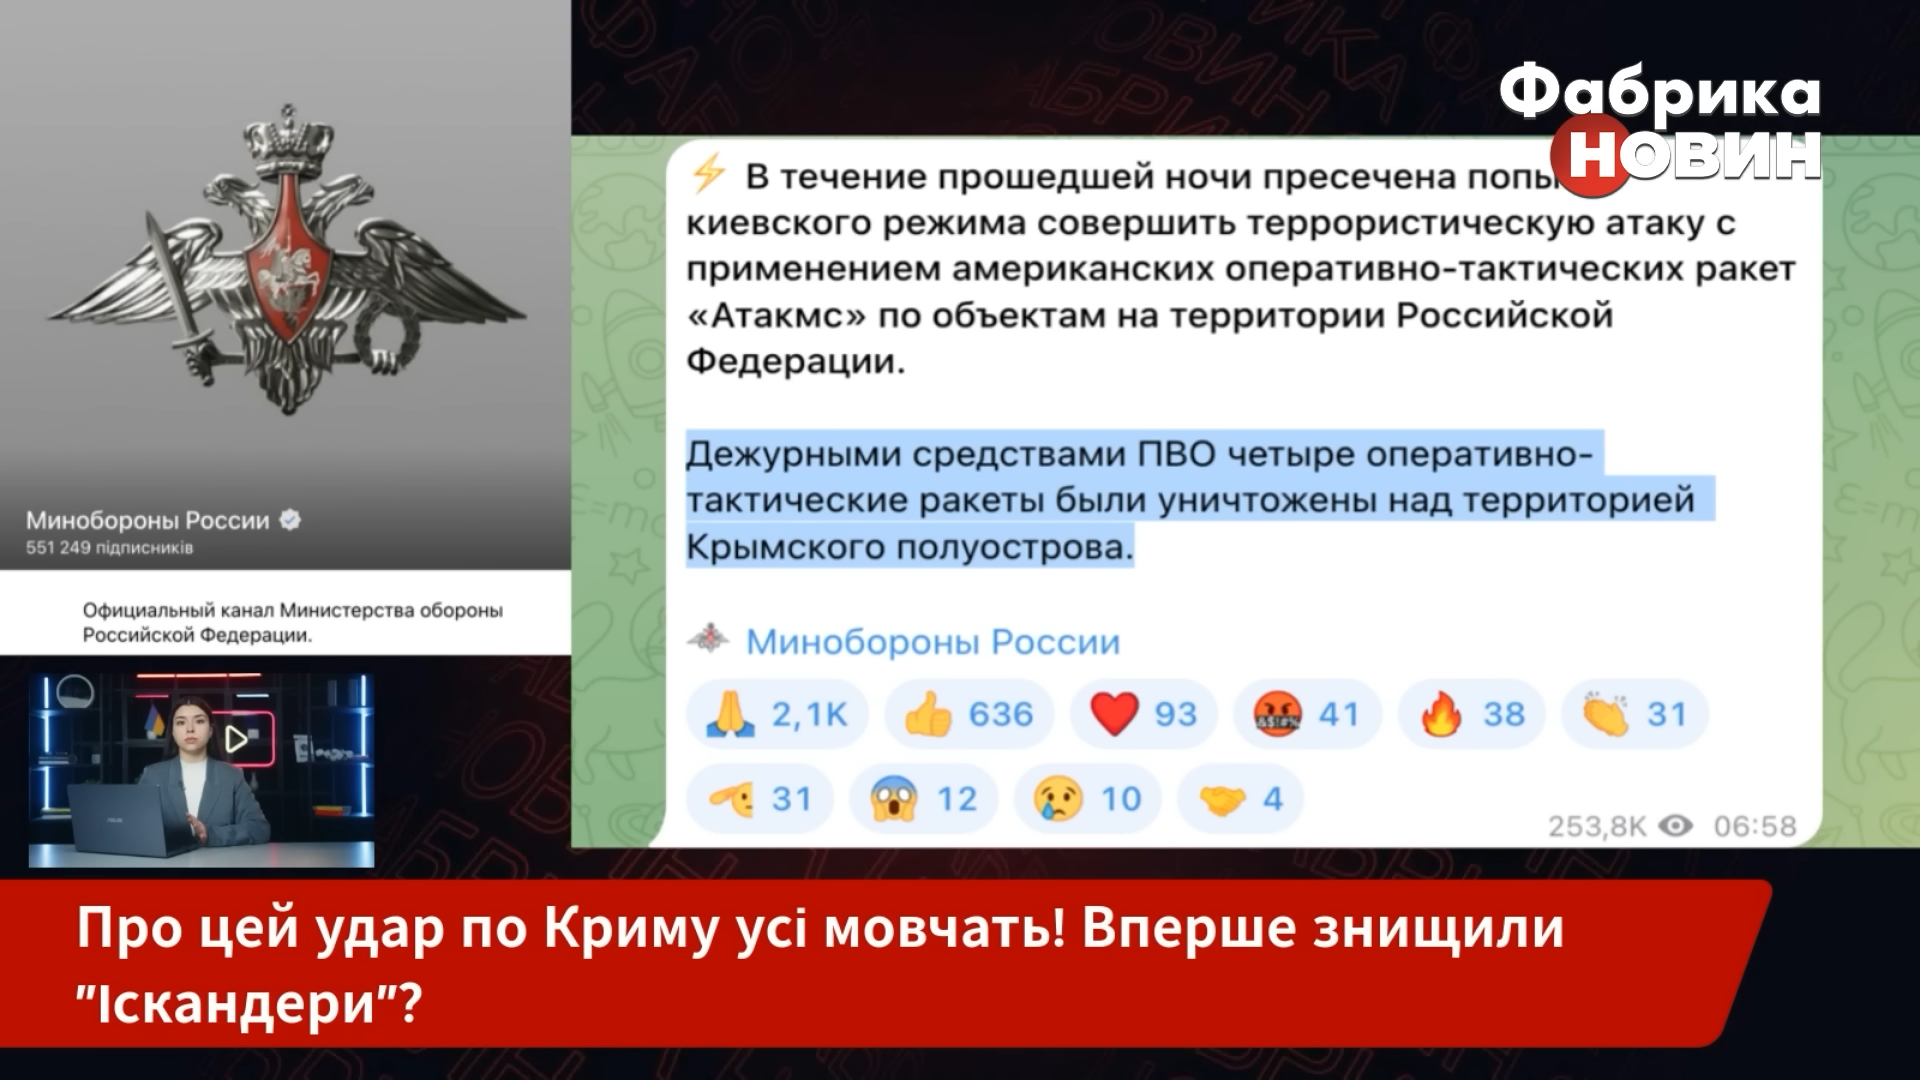 Фабрика
новин
⚡ В течение прошедшей ночи пресечена
киевского режима совершить террористическую атаку с
применением американских оперативно-тактических ракет
«Атакмс» по объектам на территории Российской
Федерации.
Дежурными средствами ПВО четыре оперативно-
тактические ракеты были уничтожены над территорией
Крымского полуострова.
Минобороны России
2,1K 636 93 41 38 31
31 12 10 4
253,8K 06:58
Минобороны России
551 249 підписників
Официальный канал Министерства обороны
Российской Федерации.
Про цей удар по Криму усі мовчать! Вперше знищили
"Іскандери"?